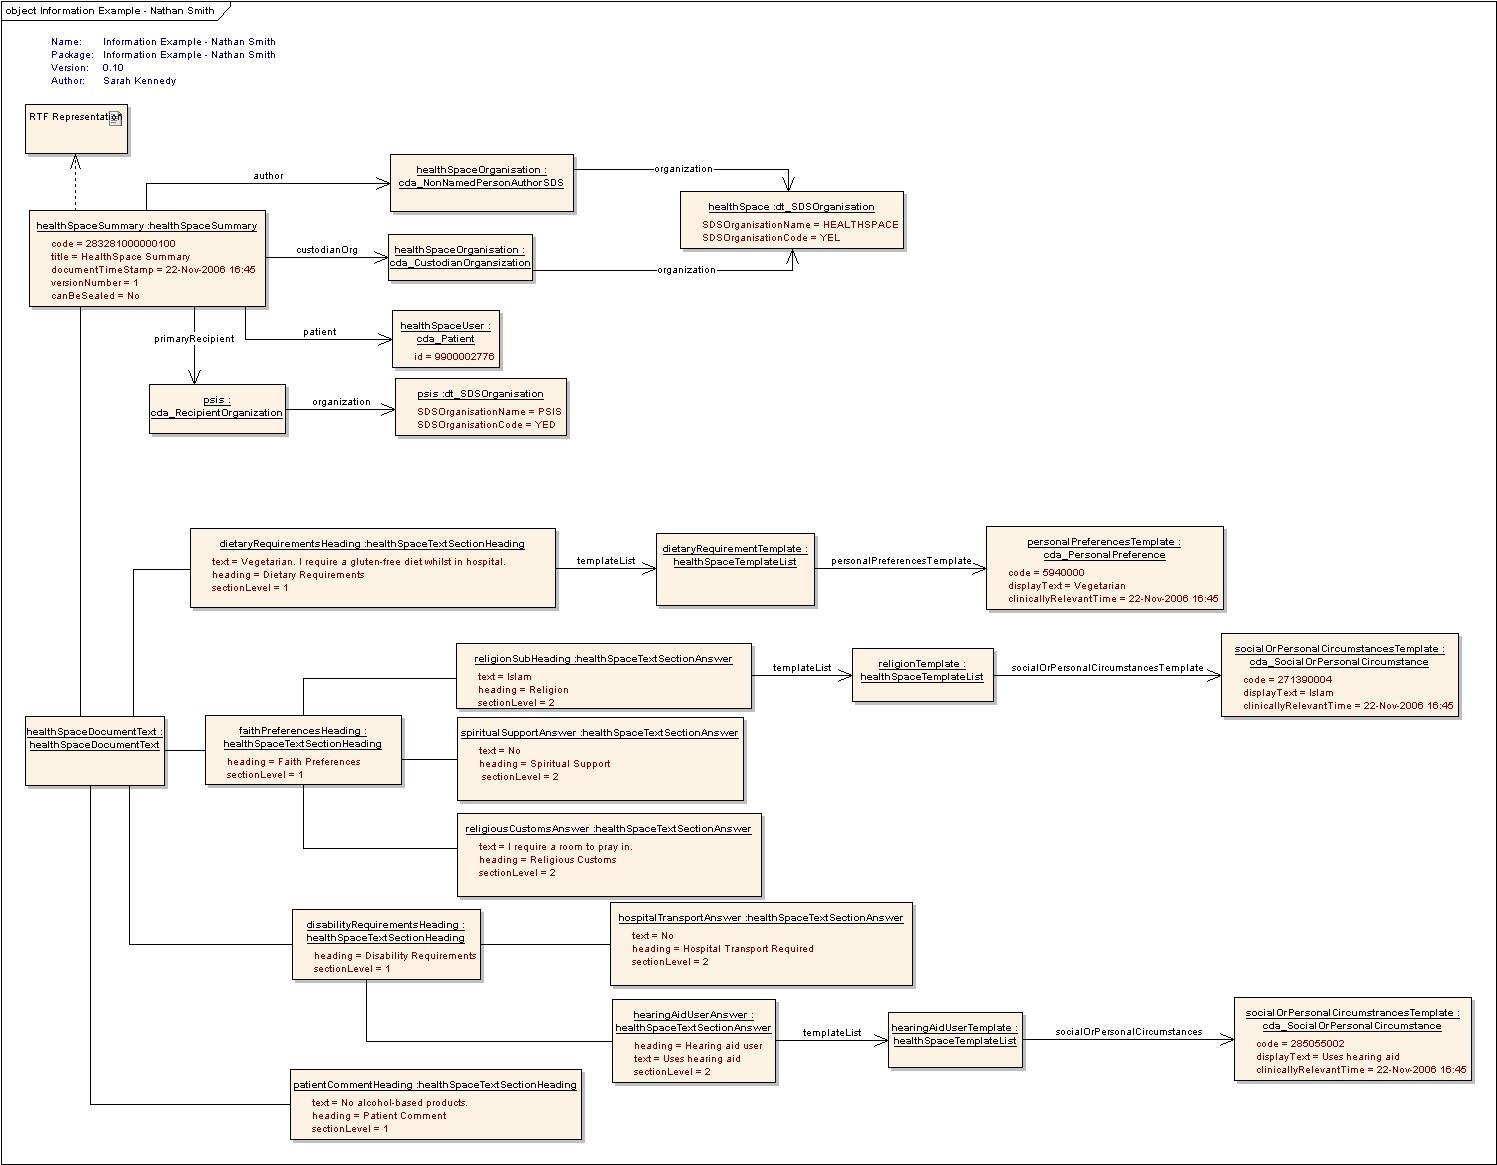 object Information Example - Nathan Smith
Name: Information Example - Nathan Smith
Package: Information Example - Nathan Smith
Version: 0.10
Author: Sarah Kennedy
RTF Representation
author
healthSpaceOrganisation :
cda_NonNamedPersonAuthorSDS
organization
healthSpace :dt_SDSOrganisation
SDSOrganisationName = HEALTHSPACE
SDSOrganisationCode = YEL
healthSpaceSummary :healthSpaceSummary
code = 283281000000100
title = HealthSpace Summary
documentTimeStamp = 22-Nov-2006 16:45
versionNumber = 1
canBeSealed = No
custodianOrg
healthSpaceOrganisation :
cda_CustodianOrgansization
organization
patient
healthSpaceUser :
cda_Patient
id = 9900002776
primaryRecipient
psis :
cda_RecipientOrganization
organization
psis :dt_SDSOrganisation
SDSOrganisationName = PSIS
SDSOrganisationCode = YED
dietaryRequirementsHeading :healthSpaceTextSectionHeading
text = Vegetarian. I require a gluten-free diet whilst in hospital.
heading = Dietary Requirements
sectionLevel = 1
templateList
dietaryRequirementTemplate :
healthSpaceTemplateList
personalPreferencesTemplate
personalPreferencesTemplate :
cda_PersonalPreference
code = 5940000
displayText = Vegetarian
clinicallyRelevantTime = 22-Nov-2006 16:45
religionSubHeading :healthSpaceTextSectionAnswer
text = Islam
heading = Religion
sectionLevel = 2
templateList
religionTemplate :
healthSpaceTemplateList
socialOrPersonalCircumstancesTemplate
socialOrPersonalCircumstancesTemplate :
cda_SocialOrPersonalCircumstance
code = 271390004
displayText = Islam
clinicallyRelevantTime = 22-Nov-2006 16:45
healthSpaceDocumentText :
healthSpaceDocumentText
faithPreferencesHeading :
healthSpaceTextSectionHeading
heading = Faith Preferences
sectionLevel = 1
spiritualSupportAnswer :healthSpaceTextSectionAnswer
text = No
heading = Spiritual Support
sectionLevel = 2
religiousCustomsAnswer :healthSpaceTextSectionAnswer
text = I require a room to pray in.
heading = Religious Customs
sectionLevel = 2
disabilityRequirementsHeading :
healthSpaceTextSectionHeading
heading = Disability Requirements
sectionLevel = 1
hospitalTransportAnswer :healthSpaceTextSectionAnswer
text = No
heading = Hospital Transport Required
sectionLevel = 2
hearingAidUserAnswer :
healthSpaceTextSectionAnswer
heading = Hearing aid user
text = Uses hearing aid
sectionLevel = 2
templateList
hearingAidUserTemplate :
healthSpaceTemplateList
socialOrPersonalCircumstances
socialOrPersonalCircumstrancesTemplate :
cda_SocialOrPersonalCircumstance
code = 285055002
displayText = Uses hearing aid
clinicallyRelevantTime = 22-Nov-2006 16:45
patientCommentHeading :healthSpaceTextSectionHeading
text = No alcohol-based products.
heading = Patient Comment
sectionLevel = 1